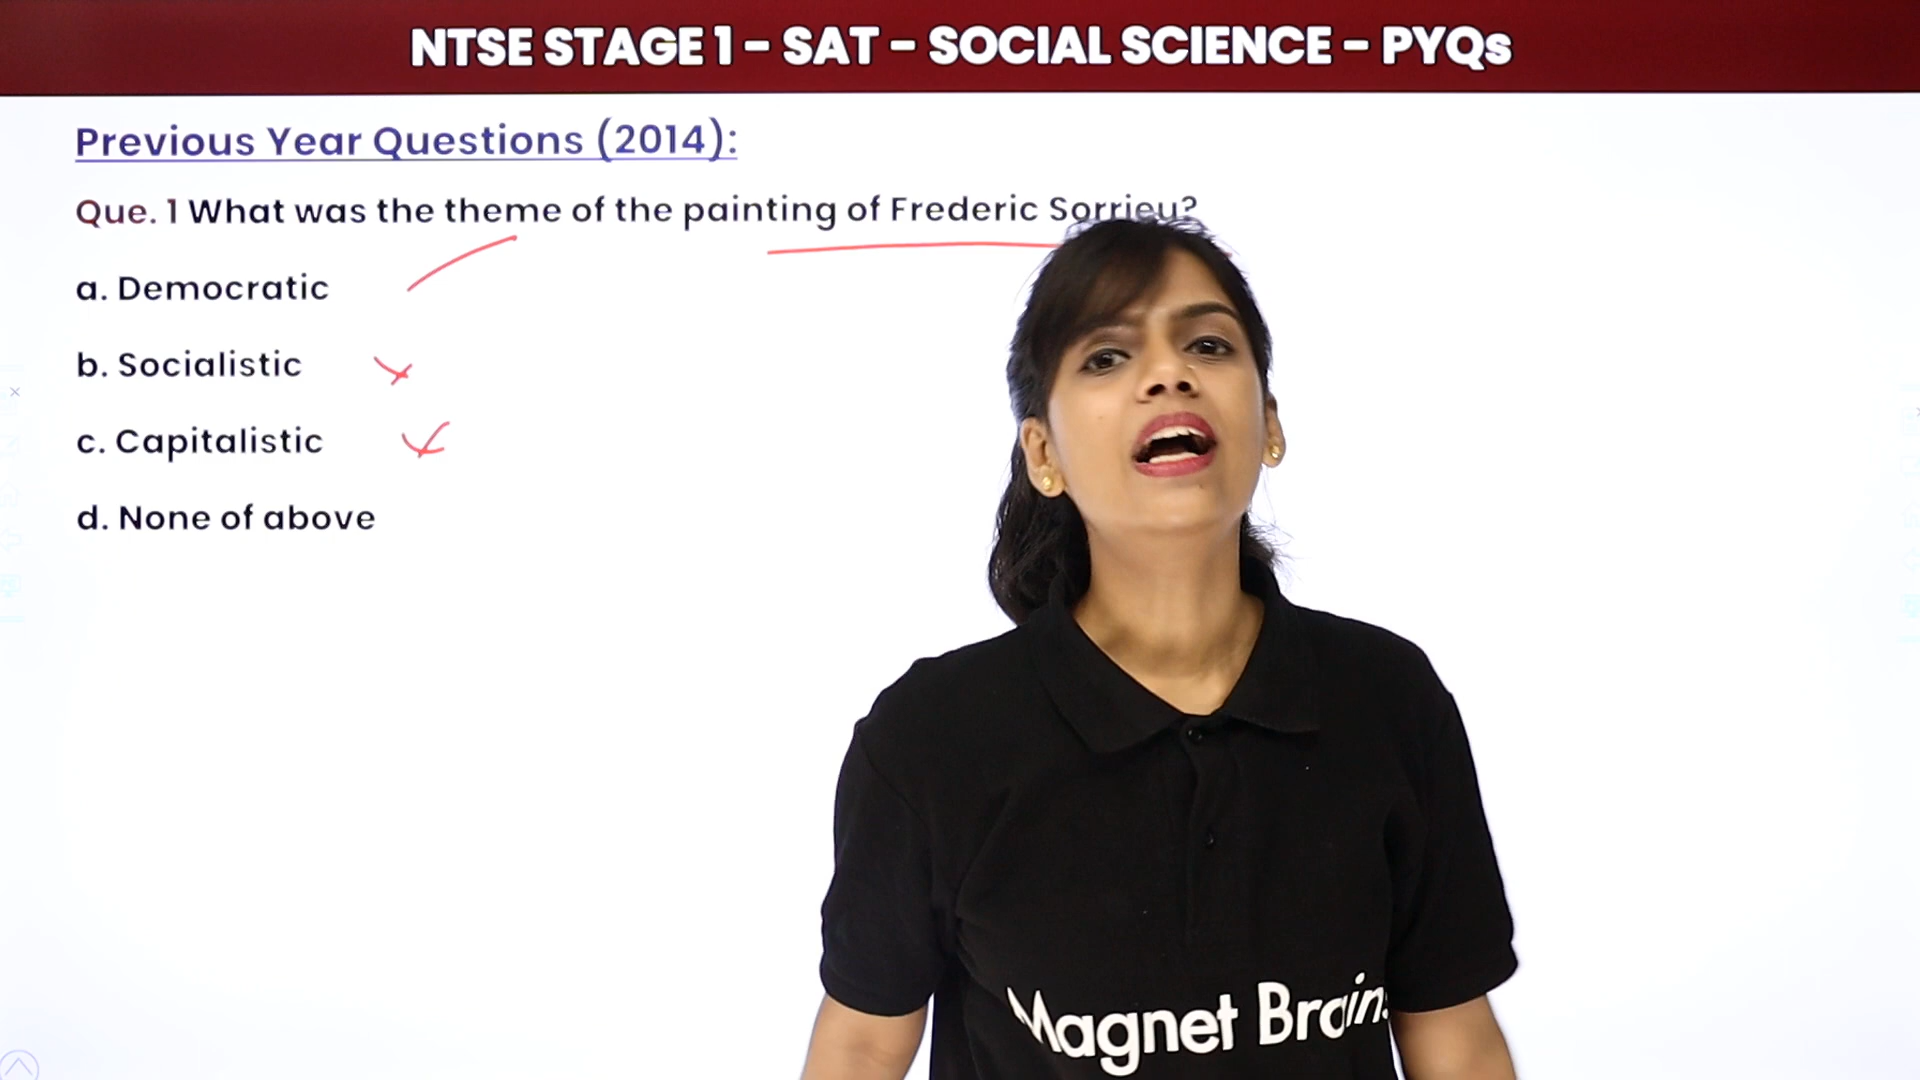 NTSE STAGE 1 - SAT - SOCIAL SCIENCE - PYQs
Previous Year Questions (2014):
Que. 1 What was the theme of the painting of Frederic Sorrieu?
a. Democratic
b. Socialistic
c. Capitalistic
d. None of above
Magnet Brains